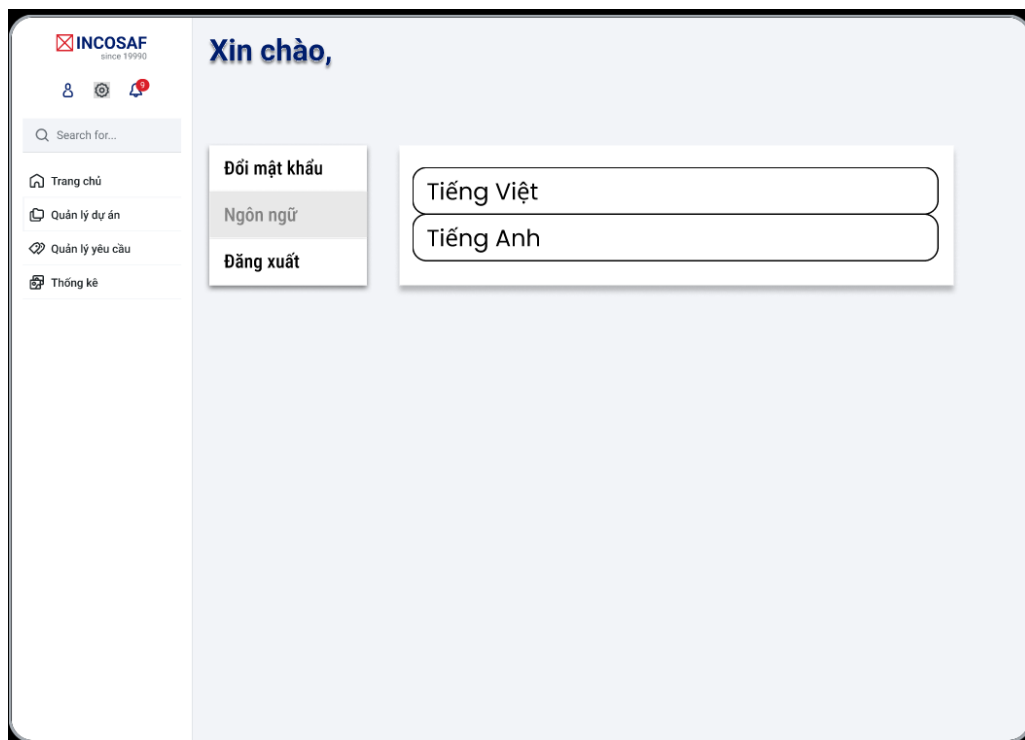 INCOSAF
since 19990
9
Search for...
Trang chủ
Quản lý dự án
Quản lý yêu cầu
Thống kê
Xin chào,
Đổi mật khẩu
Ngôn ngữ
Đăng xuất
Tiếng Việt
Tiếng Anh